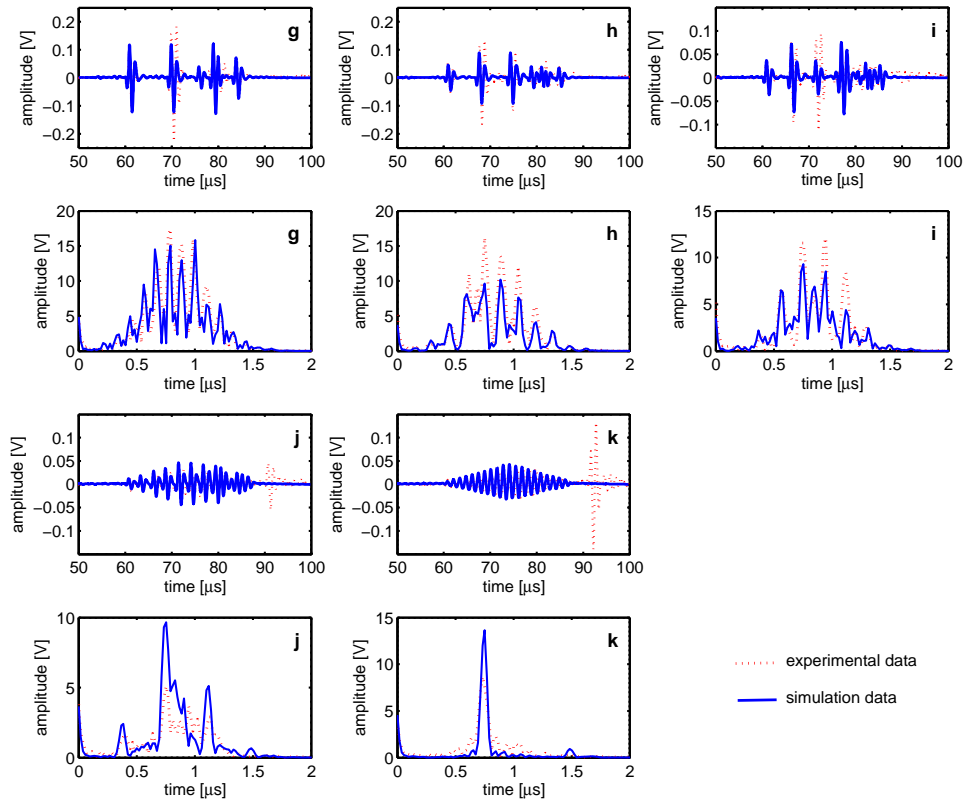 g
0.2
0.1
0
−0.1
−0.2
amplitude [V]
50 60 70 80 90 100
time [µs]
h
0.2
0.1
0
−0.1
−0.2
amplitude [V]
50 60 70 80 90 100
time [µs]
i
0.1
0.05
0
−0.05
−0.1
amplitude [V]
50 60 70 80 90 100
time [µs]
g
20
15
10
5
0
amplitude [V]
0 0.5 1 1.5 2
time [µs]
h
20
15
10
5
0
amplitude [V]
0 0.5 1 1.5 2
time [µs]
i
15
10
5
0
amplitude [V]
0 0.5 1 1.5 2
time [µs]
j
0.1
0.05
0
−0.05
−0.1
amplitude [V]
50 60 70 80 90 100
time [µs]
k
0.1
0.05
0
−0.05
−0.1
amplitude [V]
50 60 70 80 90 100
time [µs]
j
10
5
0
amplitude [V]
0 0.5 1 1.5 2
time [µs]
k
15
10
5
0
amplitude [V]
0 0.5 1 1.5 2
time [µs]
experimental data
simulation data